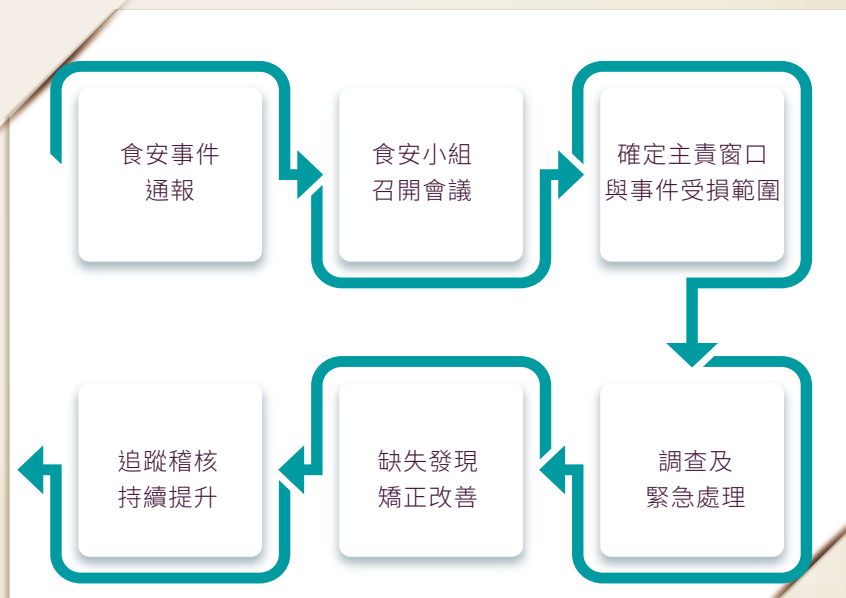 食安事件
通報
食安小組
召開會議
確定主責窗口
與事件受損範圍
調查及
緊急處理
缺失發現
矯正改善
追蹤稽核
持續提升